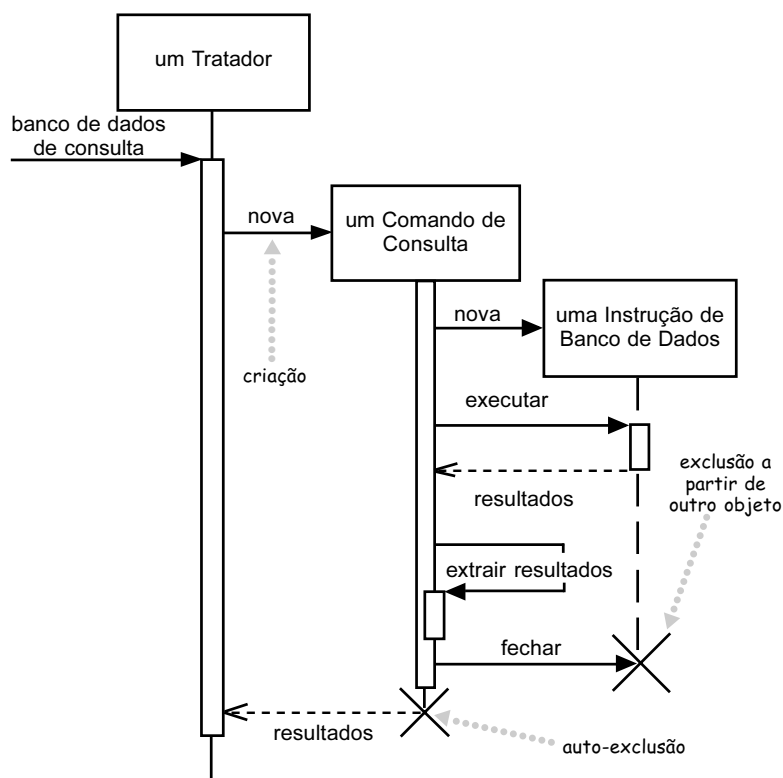 um Tratador
banco de dados
de consulta
nova
um Comando de
Consulta
nova
uma Instrução de
Banco de Dados
criação
executar
exclusão a
partir de
outro objeto
resultados
extrair resultados
fechar
resultados
auto-exclusão